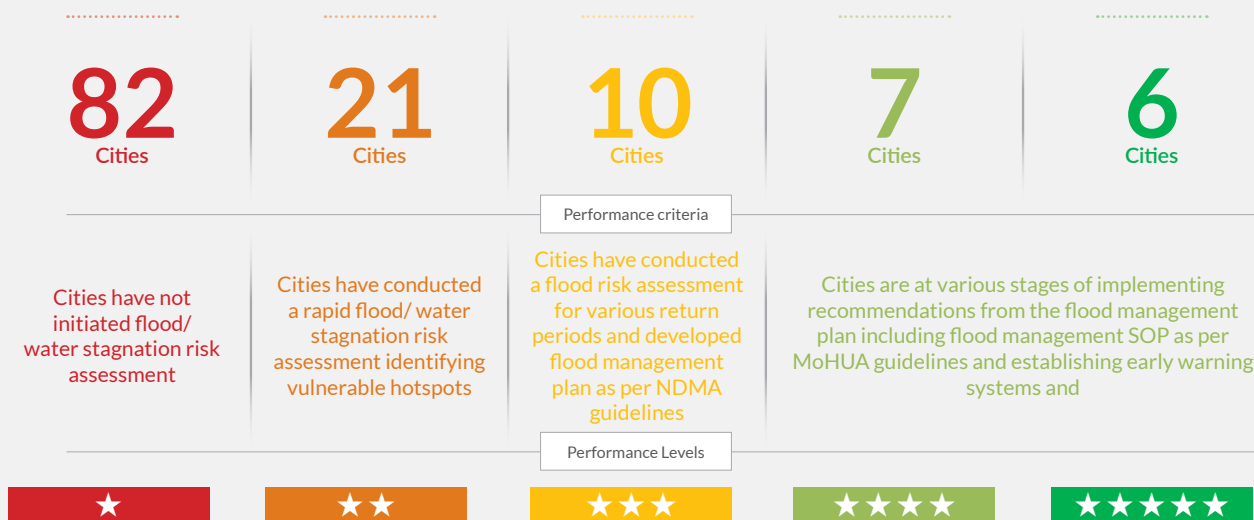 82
Cities
21
Cities
10
Cities
7
Cities
6
Cities
Performance criteria
Cities have not
initiated flood/
water stagnation risk
assessment
Cities have conducted
a rapid flood/ water
stagnation risk
assessment identifying
vulnerable hotspots
Cities have conducted
a flood risk assessment
for various return
periods and developed
flood management
plan as per NDMA
guidelines
Cities are at various stages of implementing
recommendations from the flood management
plan including flood management SOP as per
MoHUA guidelines and establishing early warning
systems and
Performance Levels